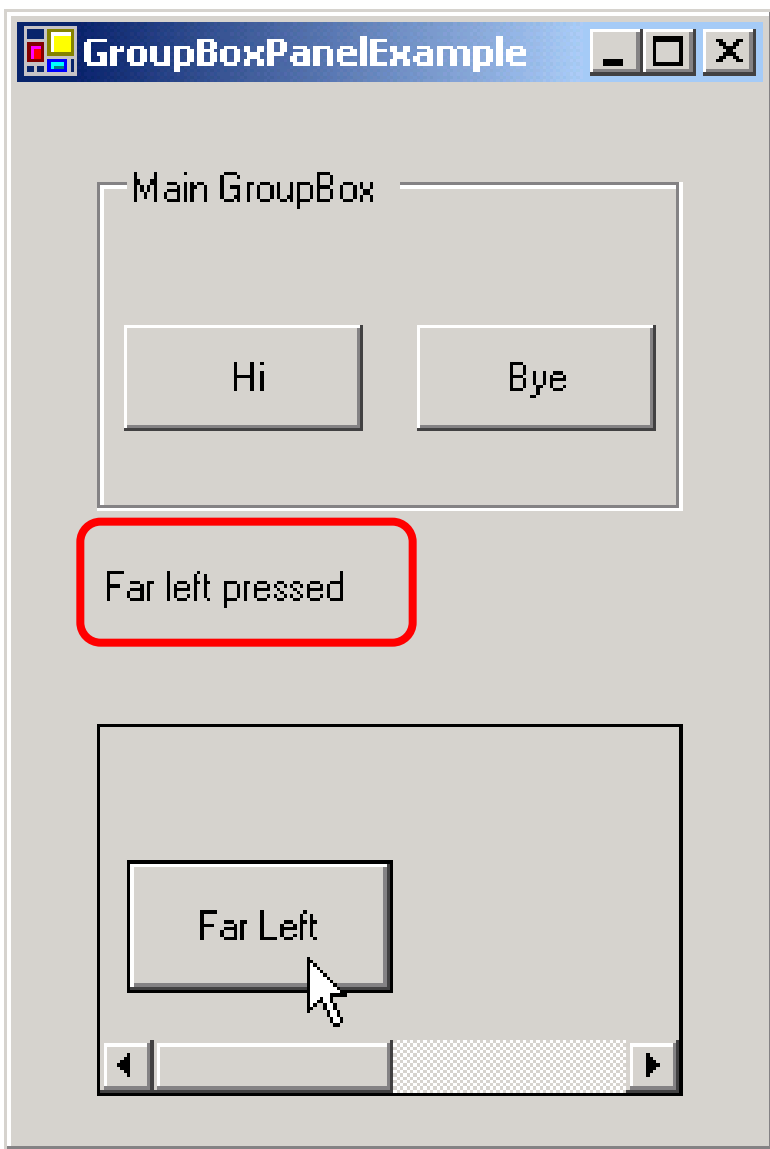 GroupBoxPanelExample
Main GroupBox
Hi
Bye
Far left pressed
Far Left